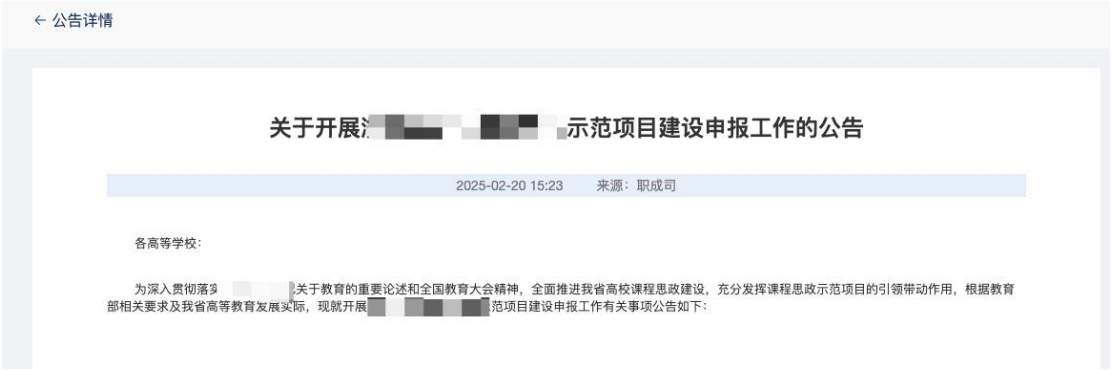 ← 公告详情
关于开展 示范项目建设申报工作的公告
2025-02-20 15:23 来源：职成司
各高等学校：
为深入贯彻落实 关于教育的重要论述和全国教育大会精神，全面推进我省高校课程思政建设，充分发挥课程思政示范项目的引领带动作用，根据教育
部相关要求及我省高等教育发展实际，现就开展 范项目建设申报工作有关事项公告如下：